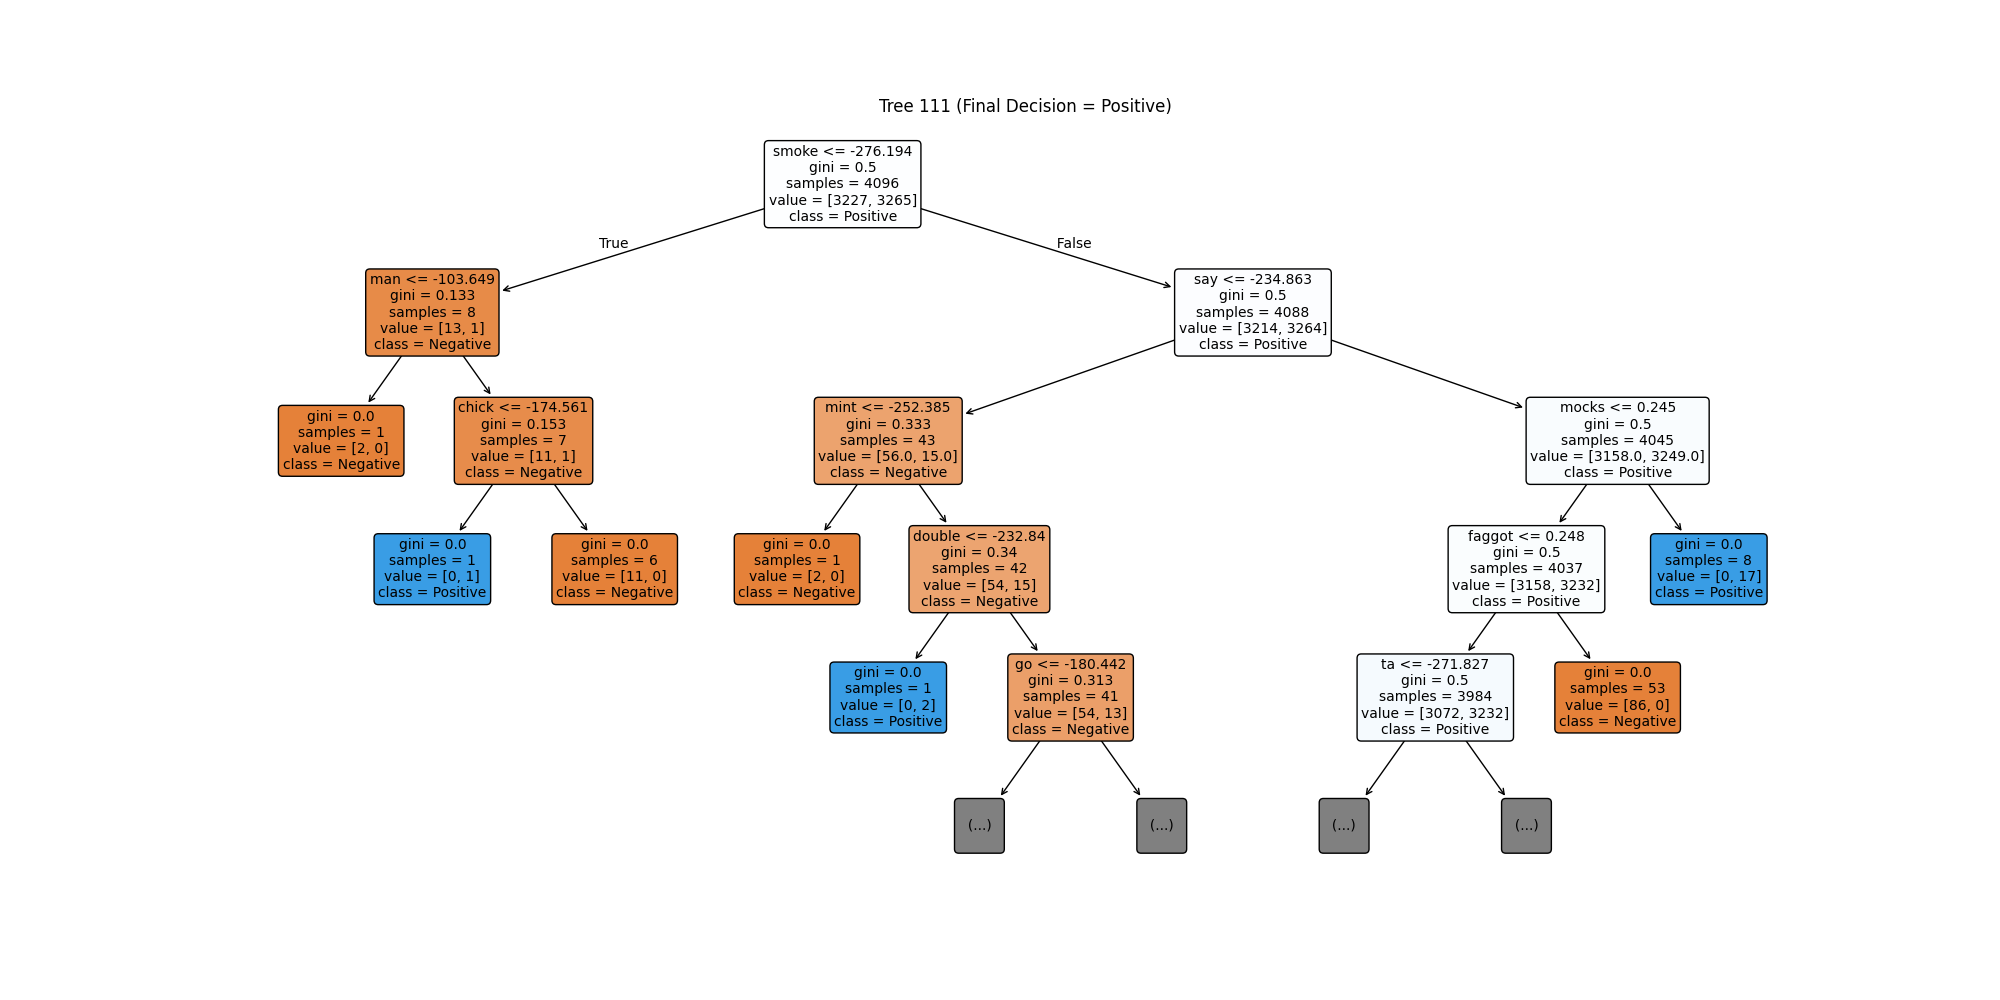 Tree 111 (Final Decision = Positive)
smoke <= -276.194
gini = 0.5
samples = 4096
value = [3227, 3265]
class = Positive
True
False
man <= -103.649
gini = 0.133
samples = 8
value = [13, 1]
class = Negative
say <= -234.863
gini = 0.5
samples = 4088
value = [3214, 3264]
class = Positive
gini = 0.0
samples = 1
value = [2, 0]
class = Negative
chick <= -174.561
gini = 0.153
samples = 7
value = [11, 1]
class = Negative
mint <= -252.385
gini = 0.333
samples = 43
value = [56.0, 15.0]
class = Negative
mocks <= 0.245
gini = 0.5
samples = 4045
value = [3158.0, 3249.0]
class = Positive
gini = 0.0
samples = 1
value = [0, 1]
class = Positive
gini = 0.0
samples = 6
value = [11, 0]
class = Negative
gini = 0.0
samples = 1
value = [2, 0]
class = Negative
double <= -232.84
gini = 0.34
samples = 42
value = [54, 15]
class = Negative
faggot <= 0.248
gini = 0.5
samples = 4037
value = [3158, 3232]
class = Positive
gini = 0.0
samples = 8
value = [0, 17]
class = Positive
gini = 0.0
samples = 1
value = [0, 2]
class = Positive
go <= -180.442
gini = 0.313
samples = 41
value = [54, 13]
class = Negative
ta <= -271.827
gini = 0.5
samples = 3984
value = [3072, 3232]
class = Positive
gini = 0.0
samples = 53
value = [86, 0]
class = Negative
(...)
(...)
(...)
(...)